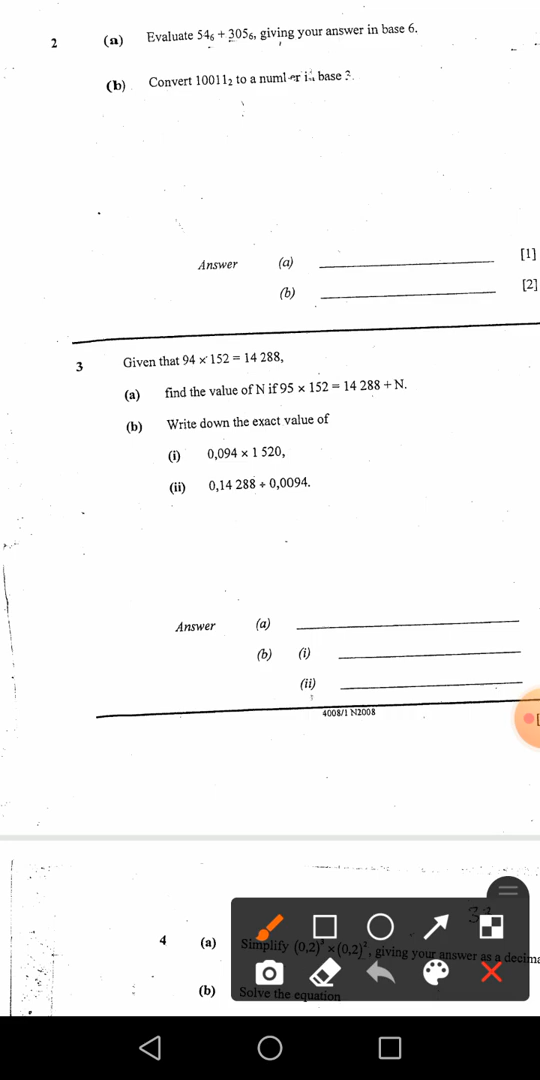 2 (a) Evaluate 54₆ + 305₆, giving your answer in base 6.
(b) Convert 10011₂ to a number in base 3.
Answer (a) [1]
(b) [2]
3 Given that 94 × 152 = 14 288,
(a) find the value of N if 95 × 152 = 14 288 + N.
(b) Write down the exact value of
(i) 0,094 × 1 520,
(ii) 0,14 288 ÷ 0,0094.
Answer (a)
(b) (i)
(ii)
4008/1 N2008
4 (a) Simplify × (0,2)², giving your answer as a
(b) Solve the equation